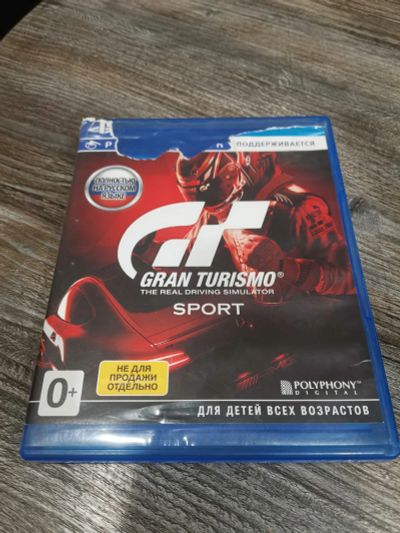 4
P
ПОДДЕРЖИВАЕТСЯ
ПОЛНОСТЬЮ
НА РУССКОМ
ЯЗЫКЕ
GT
GRAN TURISMO®
THE REAL DRIVING SIMULATOR
SPORT
НЕ ДЛЯ
ПРОДАЖИ
ОТДЕЛЬНО
0+
POLYPHONY
DIGITAL
ДЛЯ ДЕТЕЙ ВСЕХ ВОЗРАСТОВ